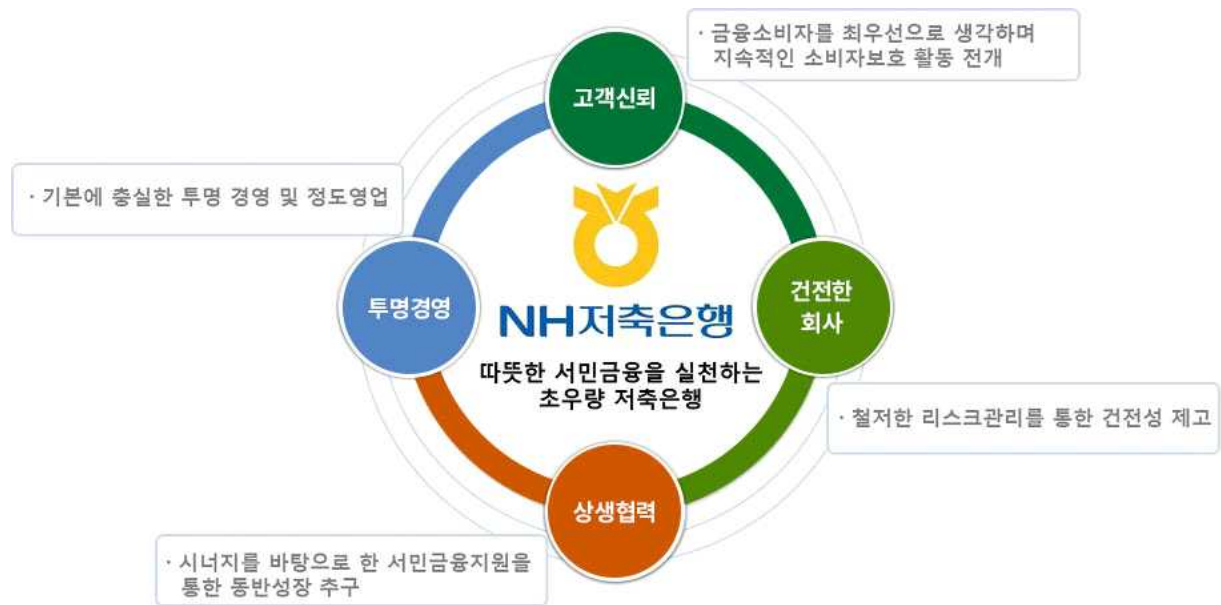 · 금융소비자를 최우선으로 생각하며
지속적인 소비자보호 활동 전개
고객신뢰
· 기본에 충실한 투명 경영 및 정도영업
투명경영
건전한
회사
NH저축은행
따뜻한 서민금융을 실천하는
초우량 저축은행
· 철저한 리스크관리를 통한 건전성 제고
상생협력
· 시너지를 바탕으로 한 서민금융지원을
통한 동반성장 추구